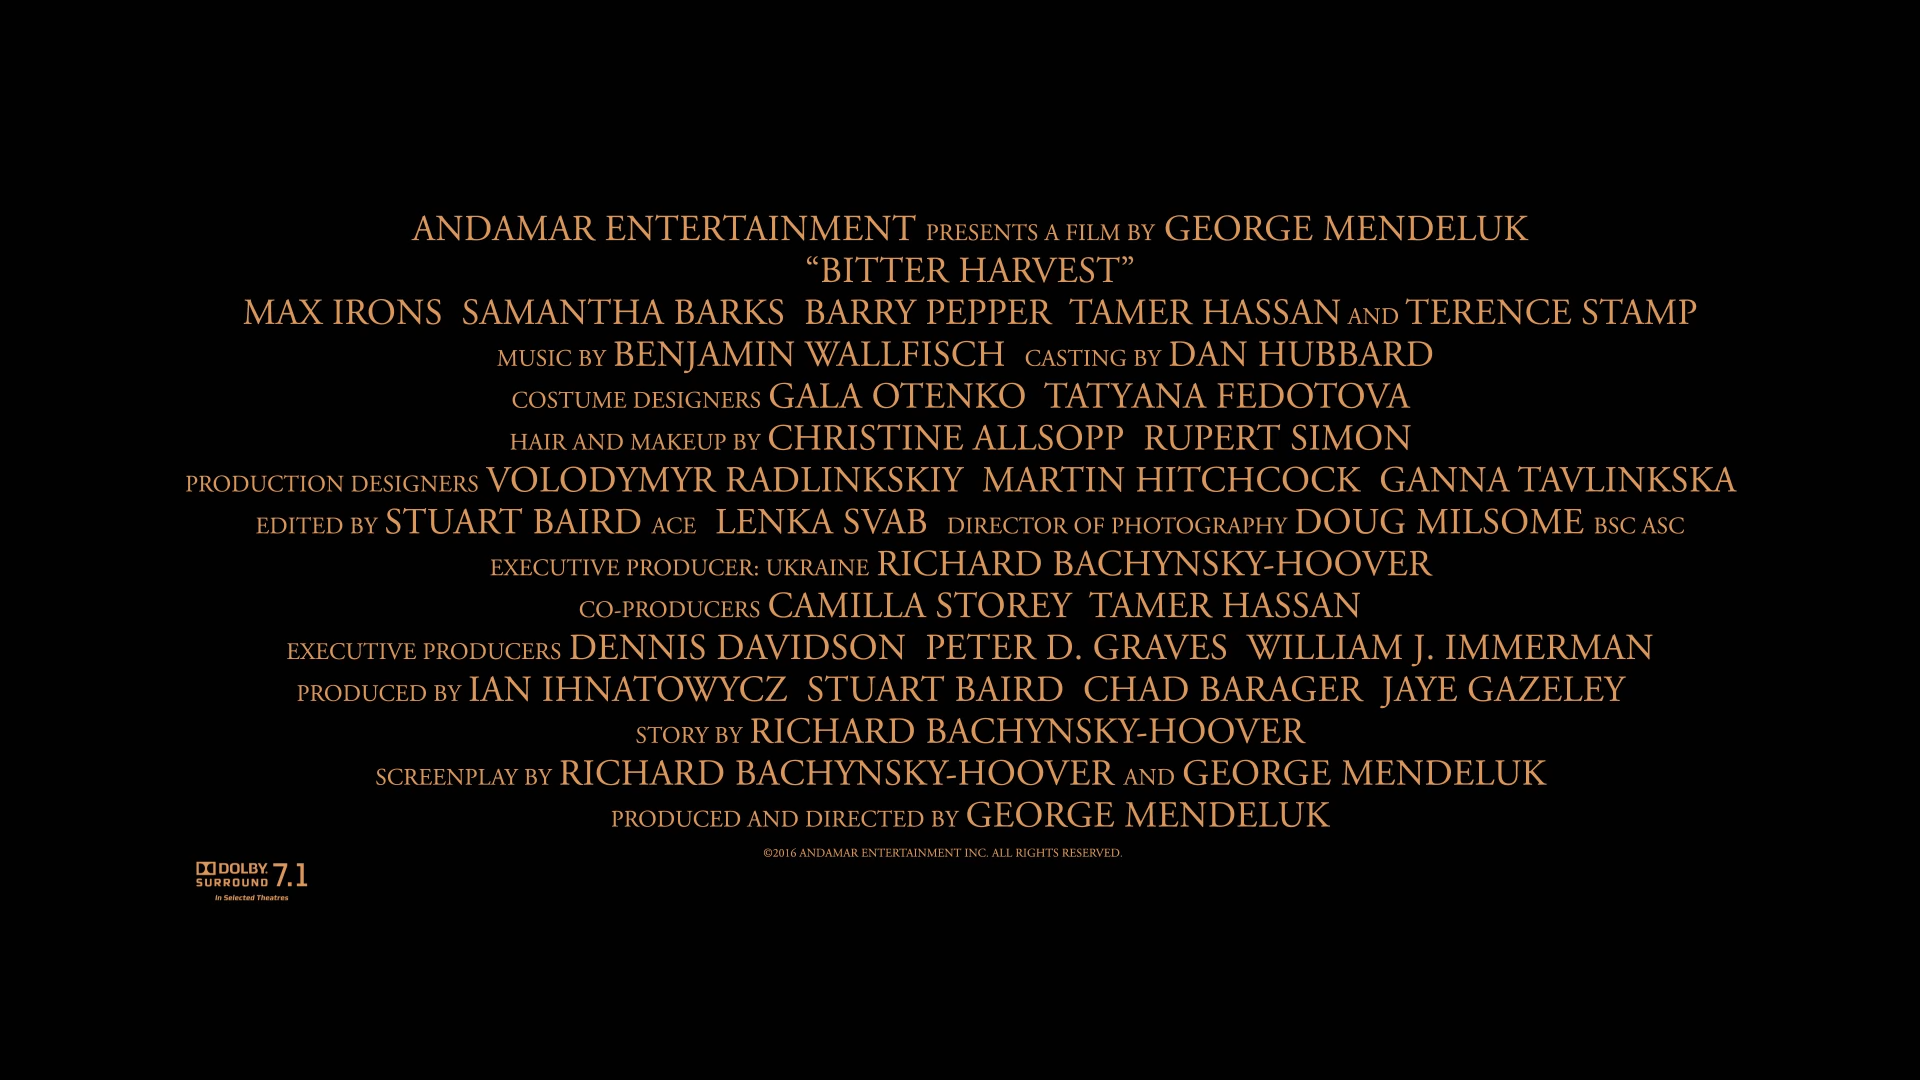 ANDAMAR ENTERTAINMENT PRESENTS A FILM BY GEORGE MENDELUK
“BITTER HARVEST”
MAX IRONS SAMANTHA BARKS BARRY PEPPER TAMER HASSAN AND TERENCE STAMP
MUSIC BY BENJAMIN WALLFISCH CASTING BY DAN HUBBARD
COSTUME DESIGNERS GALA OTENKO TATYANA FEDOTOVA
HAIR AND MAKEUP BY CHRISTINE ALLSOPP RUPERT SIMON
PRODUCTION DESIGNERS VOLODYMYR RADLINKSKIY MARTIN HITCHCOCK GANNA TAVLINKSKA
EDITED BY STUART BAIRD ACE LENKA SVAB DIRECTOR OF PHOTOGRAPHY DOUG MILSOME BSC ASC
EXECUTIVE PRODUCER: UKRAINE RICHARD BACHYNSKY-HOOVER
CO-PRODUCERS CAMILLA STOREY TAMER HASSAN
EXECUTIVE PRODUCERS DENNIS DAVIDSON PETER D. GRAVES WILLIAM J. IMMERMAN
PRODUCED BY IAN IHNATOWYCZ STUART BAIRD CHAD BARAGER JAYE GAZELEY
STORY BY RICHARD BACHYNSKY-HOOVER
SCREENPLAY BY RICHARD BACHYNSKY-HOOVER AND GEORGE MENDELUK
PRODUCED AND DIRECTED BY GEORGE MENDELUK
©2016 ANDAMAR ENTERTAINMENT INC. ALL RIGHTS RESERVED.
DOLBY. SURROUND 7.1
In Selected Theatres